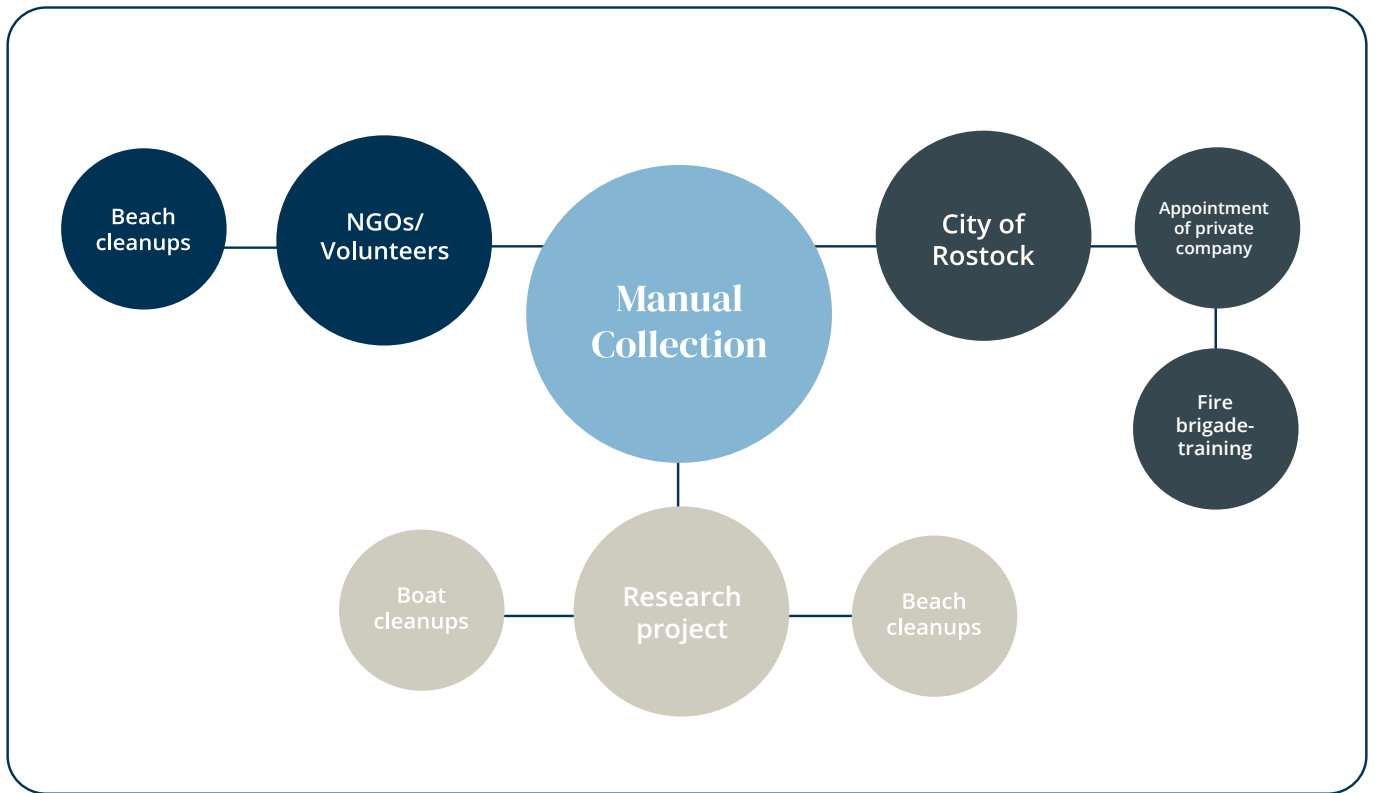 Beach
cleanups
NGOs/
Volunteers
Manual
Collection
City of
Rostock
Appointment
of private
company
Fire
brigade-
training
Boat
cleanups
Research
project
Beach
cleanups